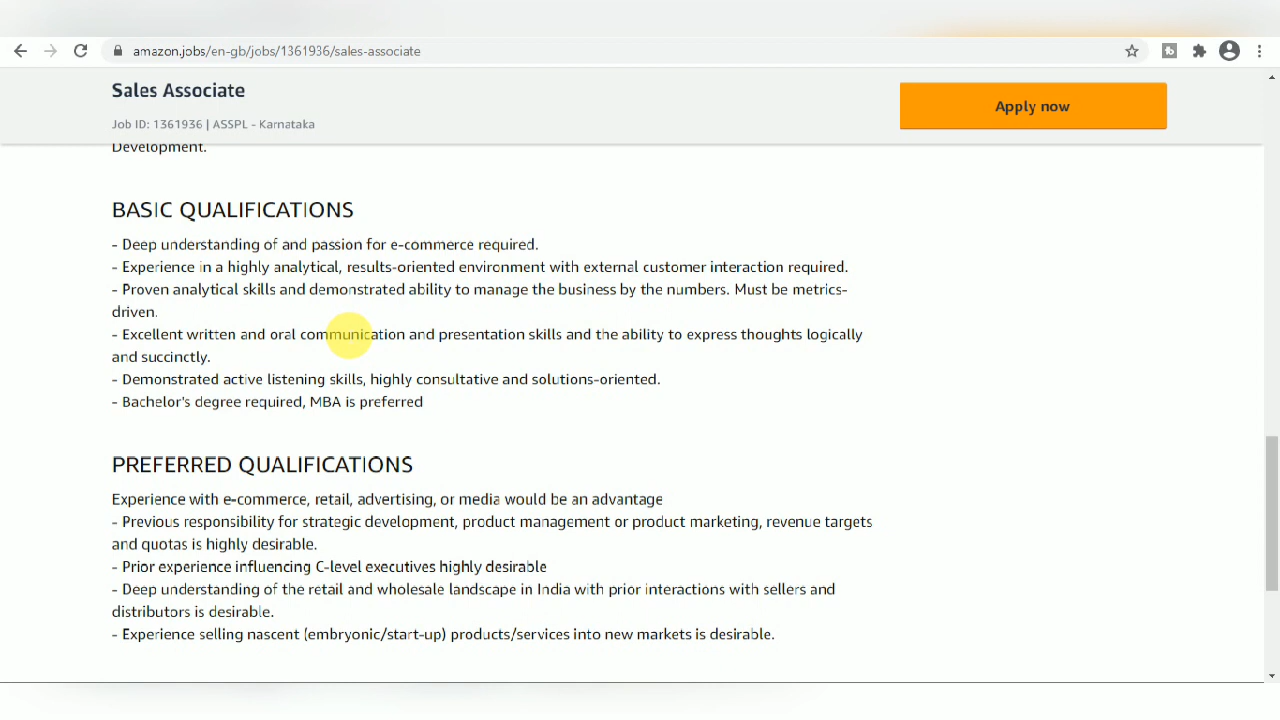 amazon.jobs/en-gb/jobs/1361936/sales-associate
Sales Associate
Apply now
Job ID: 1361936 | ASSPL - Karnataka
Development.
BASIC QUALIFICATIONS
- Deep understanding of and passion for e-commerce required.
- Experience in a highly analytical, results-oriented environment with external customer interaction required.
- Proven analytical skills and demonstrated ability to manage the business by the numbers. Must be metrics-
driven.
- Excellent written and oral communication and presentation skills and the ability to express thoughts logically
and succinctly.
- Demonstrated active listening skills, highly consultative and solutions-oriented.
- Bachelor's degree required, MBA is preferred
PREFERRED QUALIFICATIONS
Experience with e-commerce, retail, advertising, or media would be an advantage
- Previous responsibility for strategic development, product management or product marketing, revenue targets
and quotas is highly desirable.
- Prior experience influencing C-level executives highly desirable
- Deep understanding of the retail and wholesale landscape in India with prior interactions with sellers and
distributors is desirable.
- Experience selling nascent (embryonic/start-up) products/services into new markets is desirable.